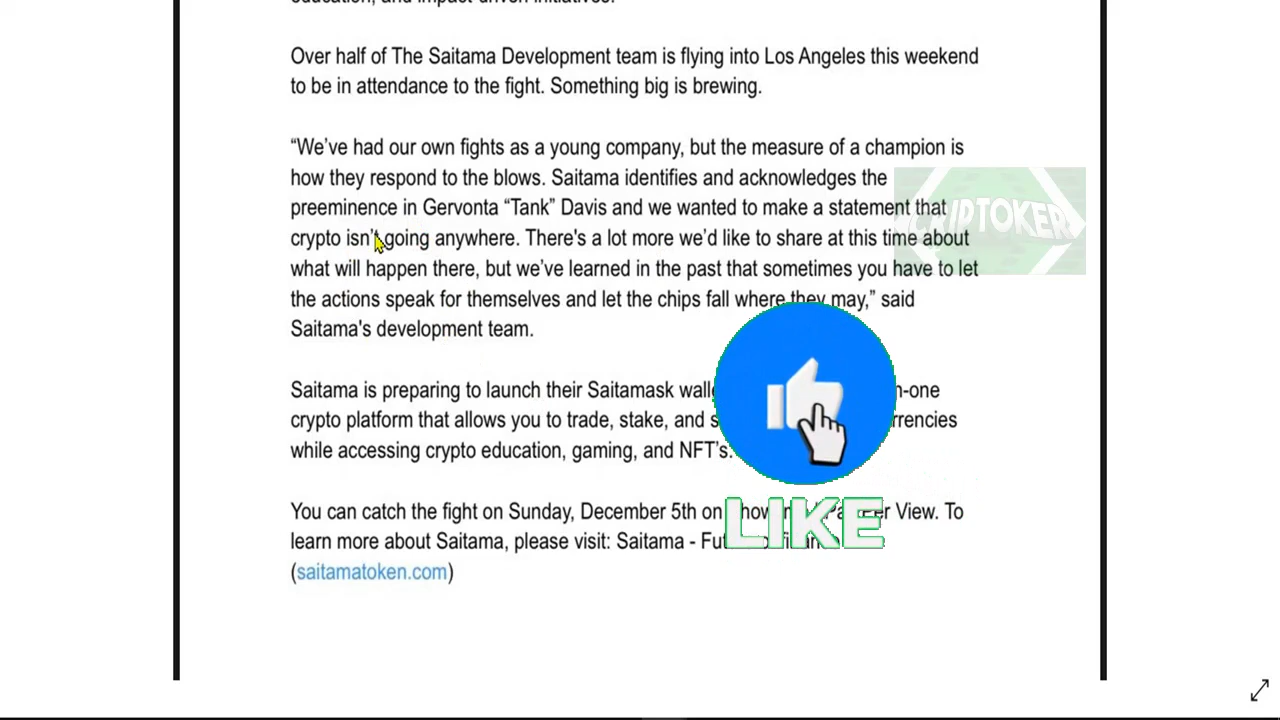 education, and impact-driven initiatives.
Over half of The Saitama Development team is flying into Los Angeles this weekend
to be in attendance to the fight. Something big is brewing.
“We’ve had our own fights as a young company, but the measure of a champion is
how they respond to the blows. Saitama identifies and acknowledges the
preeminence in Gervonta “Tank” Davis and we wanted to make a statement that
crypto isn’t going anywhere. There's a lot more we’d like to share at this time about
what will happen there, but we’ve learned in the past that sometimes you have to let
the actions speak for themselves and let the chips fall where they may,” said
Saitama's development team.
Saitama is preparing to launch their Saitamask
crypto platform that allows you to trade, stake, and
while accessing crypto education, gaming, and NFT’s.
You can catch the fight on Sunday, December 5th on View. To
learn more about Saitama, please visit: Saitama -
(saitamatoken.com)
CRIPTOKER
LIKE